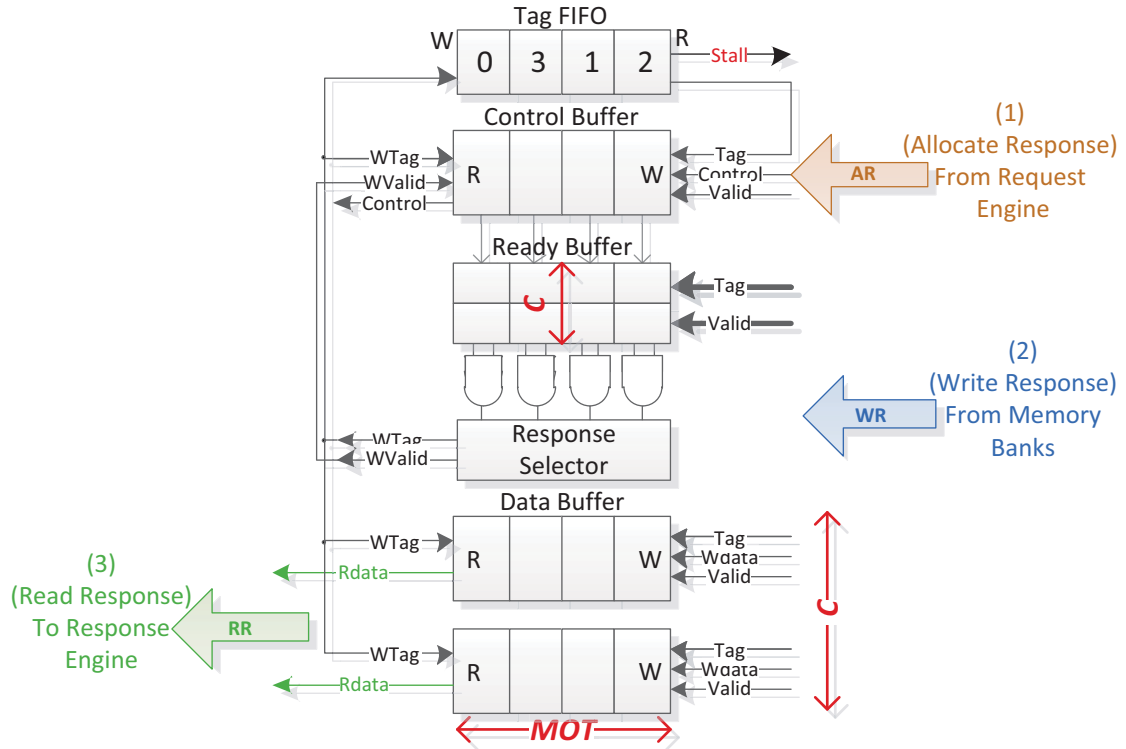 Tag FIFO
W
R
0 3 1 2
Stall
Control Buffer
(1)
(Allocate Response)
From Request
Engine
AR
WTag
WValid
Control
R
W
Tag
Control
Valid
Ready Buffer
C
Tag
Valid
(2)
(Write Response)
From Memory
Banks
WR
WTag
WValid
Response
Selector
Data Buffer
WTag
R
W
Tag
Wdata
Valid
Rdata
C
(3)
(Read Response)
To Response
Engine
RR
WTag
R
W
Tag
Wdata
Valid
Rdata
MOT